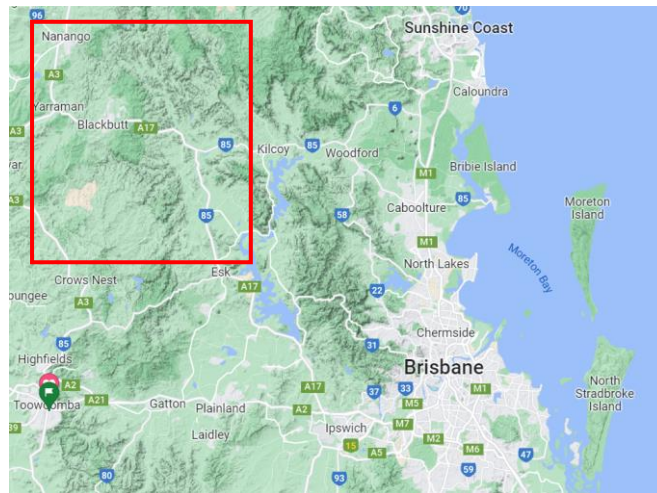 70
96
Sunshine Coast
Nanango
A3
Caloundra
Yarraman
6
Blackbutt
A17
A3
85
Kilcoy
85
Woodford
M1
Bribie Island
85
Caboolture
Moreton
Island
85
58
M1
Moreton Bay
North Lakes
Esk
Crows Nest
A17
22
A3
Chermside
85
31
Highfields
Brisbane
A2
A17
37
33
M1
North
Stradbroke
Island
Toowoomba
A21
Gatton
Plainland
A2
M5
Ipswich
M7
Laidley
M2
15
M6
A5
47
80
93
59